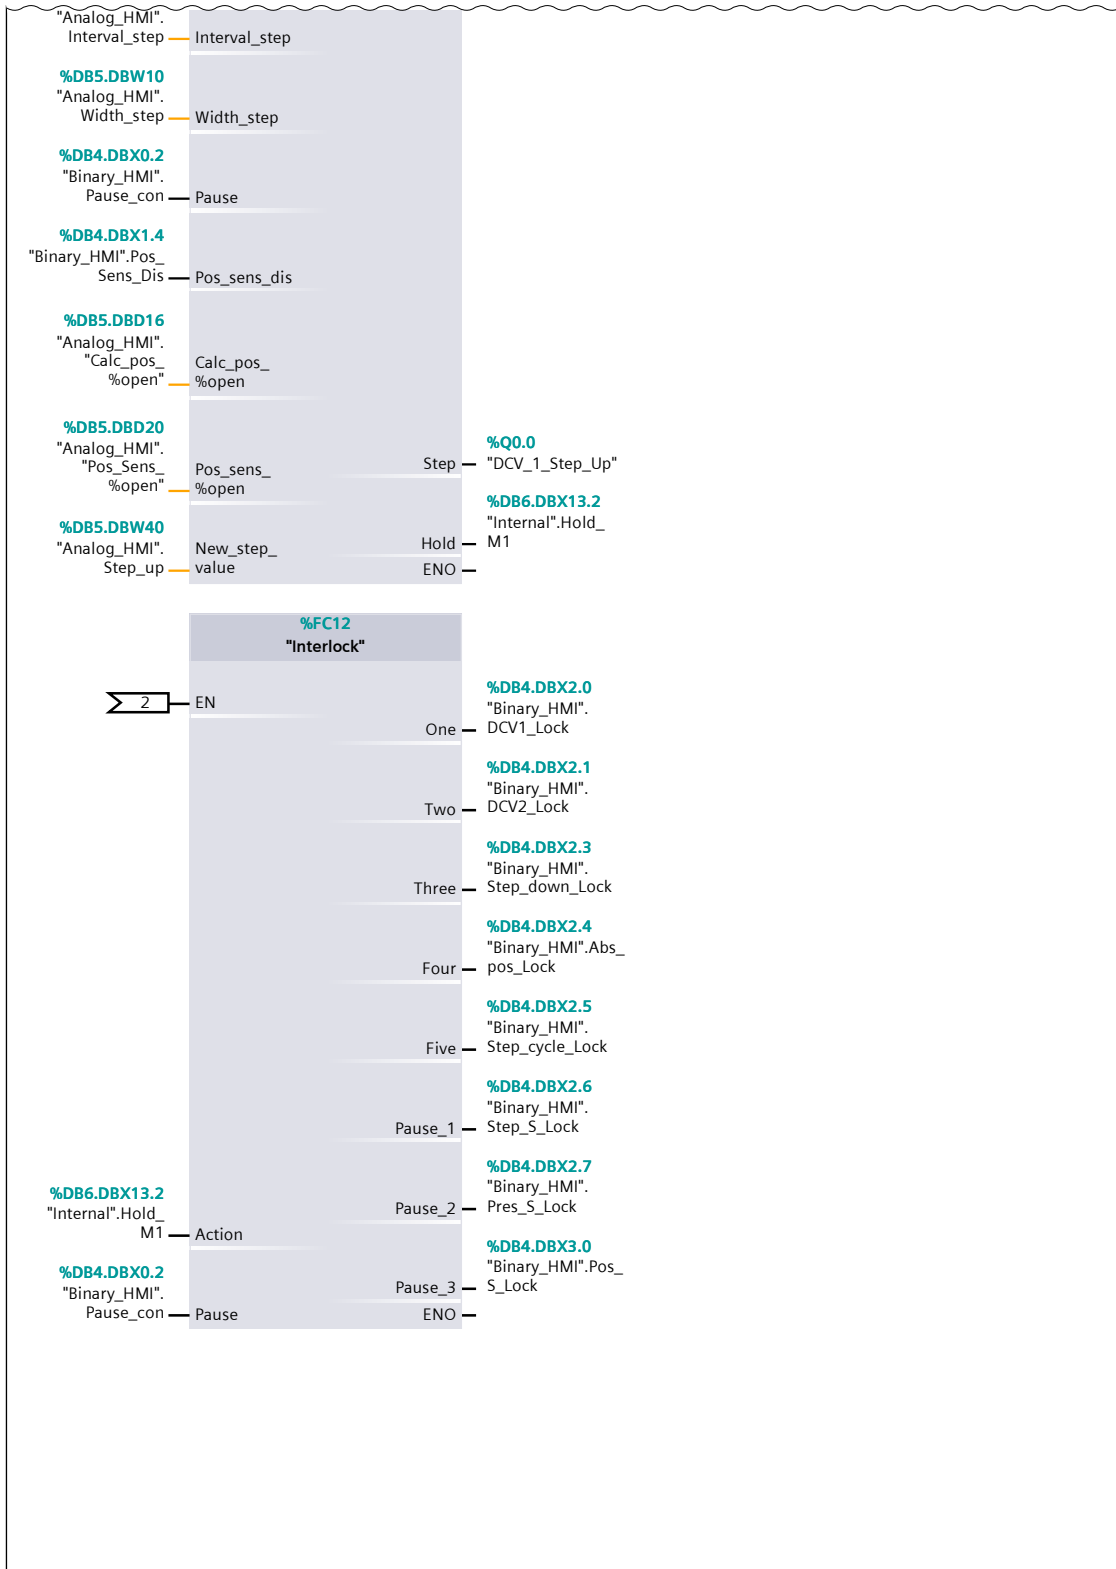 "Analog_HMI".
Interval_step
Interval_step
%DB5.DBW10
"Analog_HMI".
Width_step
Width_step
%DB4.DBX0.2
"Binary_HMI".
Pause_con
Pause
%DB4.DBX1.4
"Binary_HMI".Pos_
Sens_Dis
Pos_sens_dis
%DB5.DBD16
"Analog_HMI".
"Calc_pos_
%open"
Calc_pos_
%open
%DB5.DBD20
"Analog_HMI".
"Pos_Sens_
%open"
Pos_sens_
%open
%DB5.DBW40
"Analog_HMI".
Step_up
New_step_
value
Step
%Q0.0
"DCV_1_Step_Up"
Hold
%DB6.DBX13.2
"Internal".Hold_
M1
ENO
%FC12
"Interlock"
2
EN
One
%DB4.DBX2.0
"Binary_HMI".
DCV1_Lock
Two
%DB4.DBX2.1
"Binary_HMI".
DCV2_Lock
Three
%DB4.DBX2.3
"Binary_HMI".
Step_down_Lock
Four
%DB4.DBX2.4
"Binary_HMI".Abs_
pos_Lock
Five
%DB4.DBX2.5
"Binary_HMI".
Step_cycle_Lock
Pause_1
%DB4.DBX2.6
"Binary_HMI".
Step_S_Lock
Pause_2
%DB4.DBX2.7
"Binary_HMI".
Pres_S_Lock
%DB6.DBX13.2
"Internal".Hold_
M1
Action
Pause_3
%DB4.DBX3.0
"Binary_HMI".Pos_
S_Lock
%DB4.DBX0.2
"Binary_HMI".
Pause_con
Pause
ENO